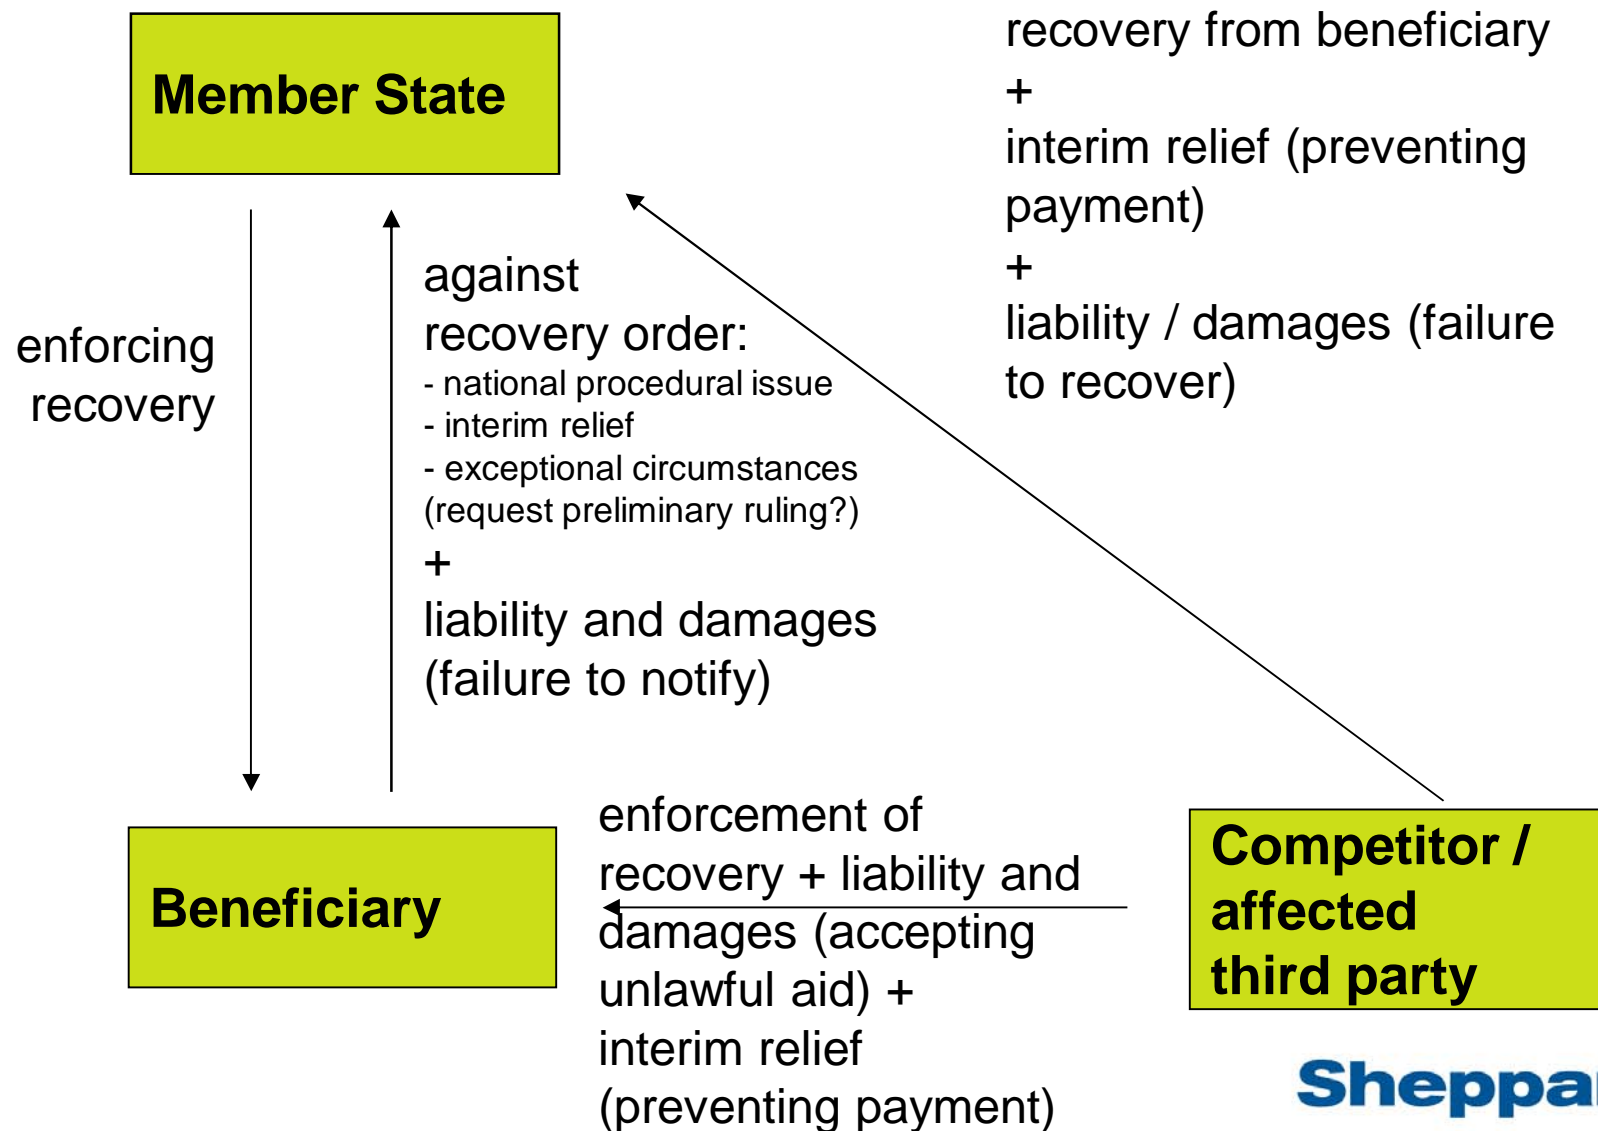 Member State
recovery from beneficiary
+
interim relief (preventing
payment)
+
liability / damages (failure
to recover)
enforcing
recovery
against
recovery order:
- national procedural issue
- interim relief
- exceptional circumstances
(request preliminary ruling?)
+
liability and damages
(failure to notify)
Beneficiary
enforcement of
recovery + liability and
damages (accepting
unlawful aid) +
interim relief
(preventing payment)
Competitor /
affected
third party